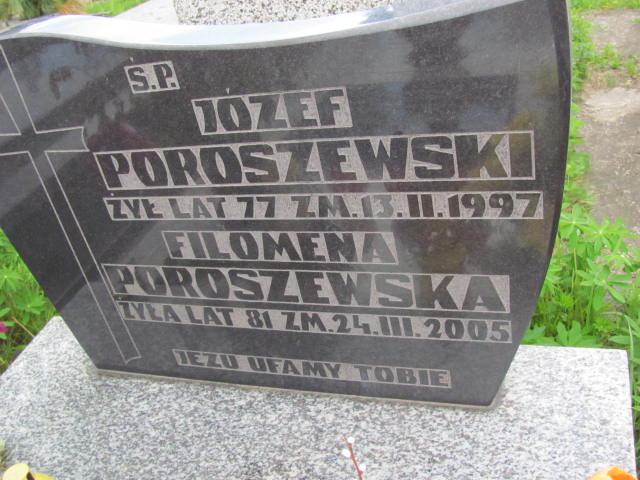 Ś.P.
JÓZEF
POROSZEWSKI
ŻYŁ LAT 77 ZM.13.II.1997
FILOMENA
POROSZEWSKA
ŻYŁA LAT 81 ZM.24.III.2005
JEZU UFAMY TOBIE